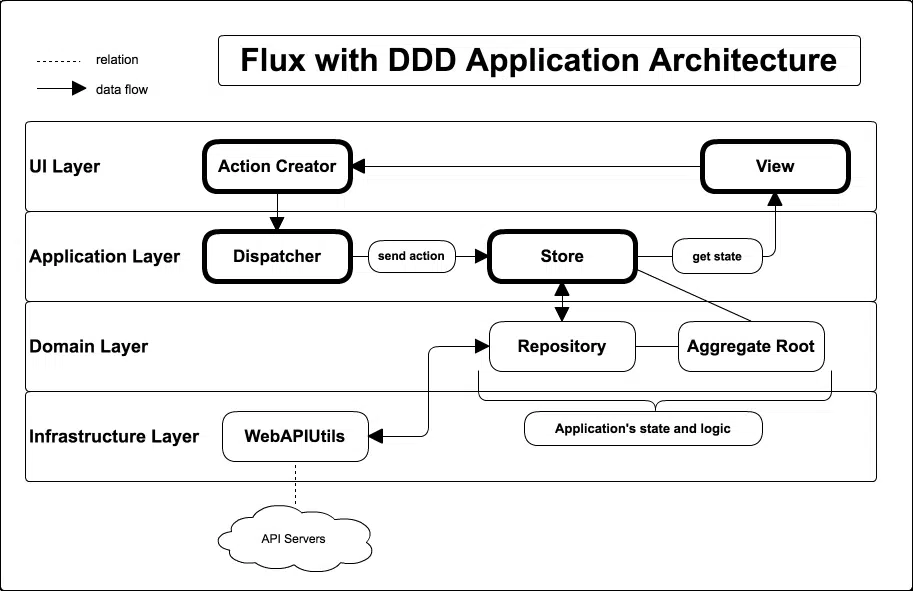 relation
data flow
Flux with DDD Application Architecture
UI Layer
Action Creator
View
Application Layer
Dispatcher
send action
Store
get state
Domain Layer
Repository
Aggregate Root
Infrastructure Layer
WebAPIUtils
Application's state and logic
API Servers